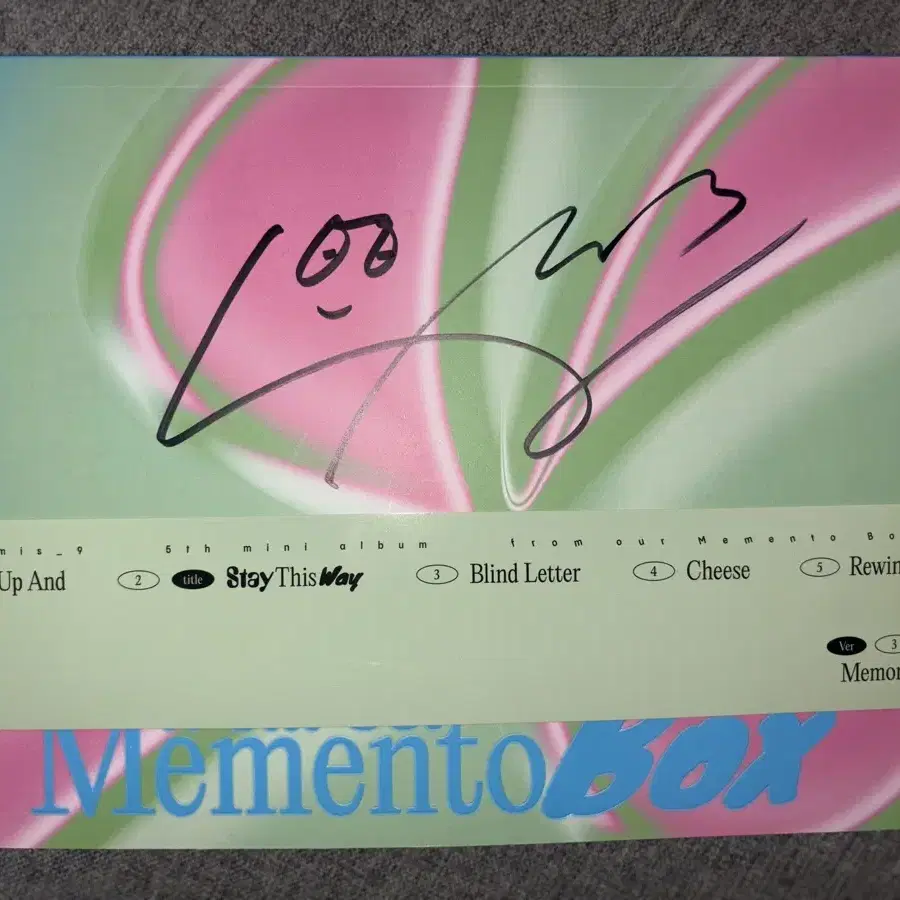 mis_9 5th mini album from our Memento Bo
Up And 2 title Stay This Way 3 Blind Letter 4 Cheese 5 Rewin
Ver 3
Memor
Memento Box